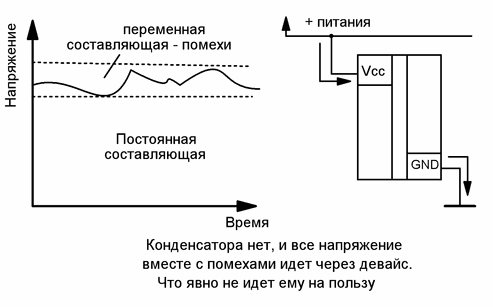 переменная
составляющая - помехи
Напряжение
Постоянная
составляющая
Время
+ питания
Vcc
GND
Конденсатора нет, и все напряжение
вместе с помехами идет через девайс.
Что явно не идет ему на пользу